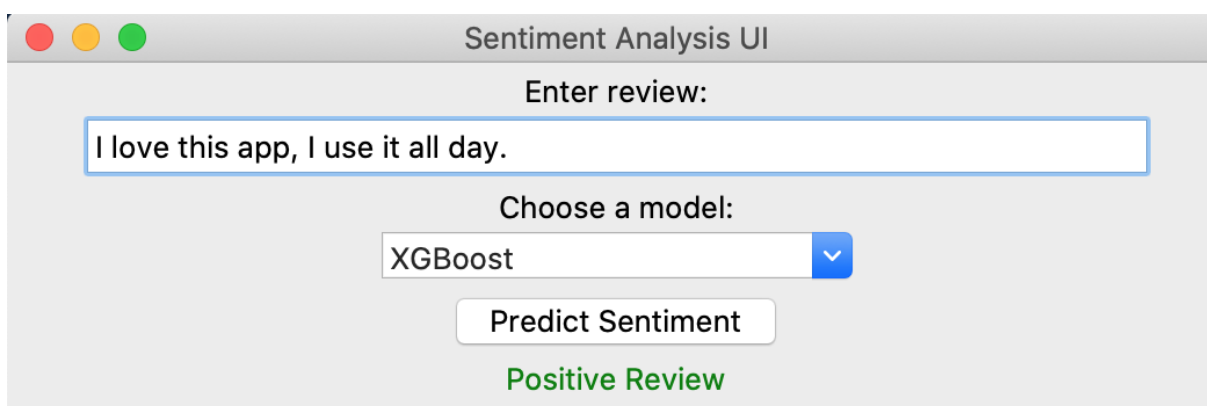 Sentiment Analysis UI
Enter review:
I love this app, I use it all day.
Choose a model:
XGBoost
Predict Sentiment
Positive Review